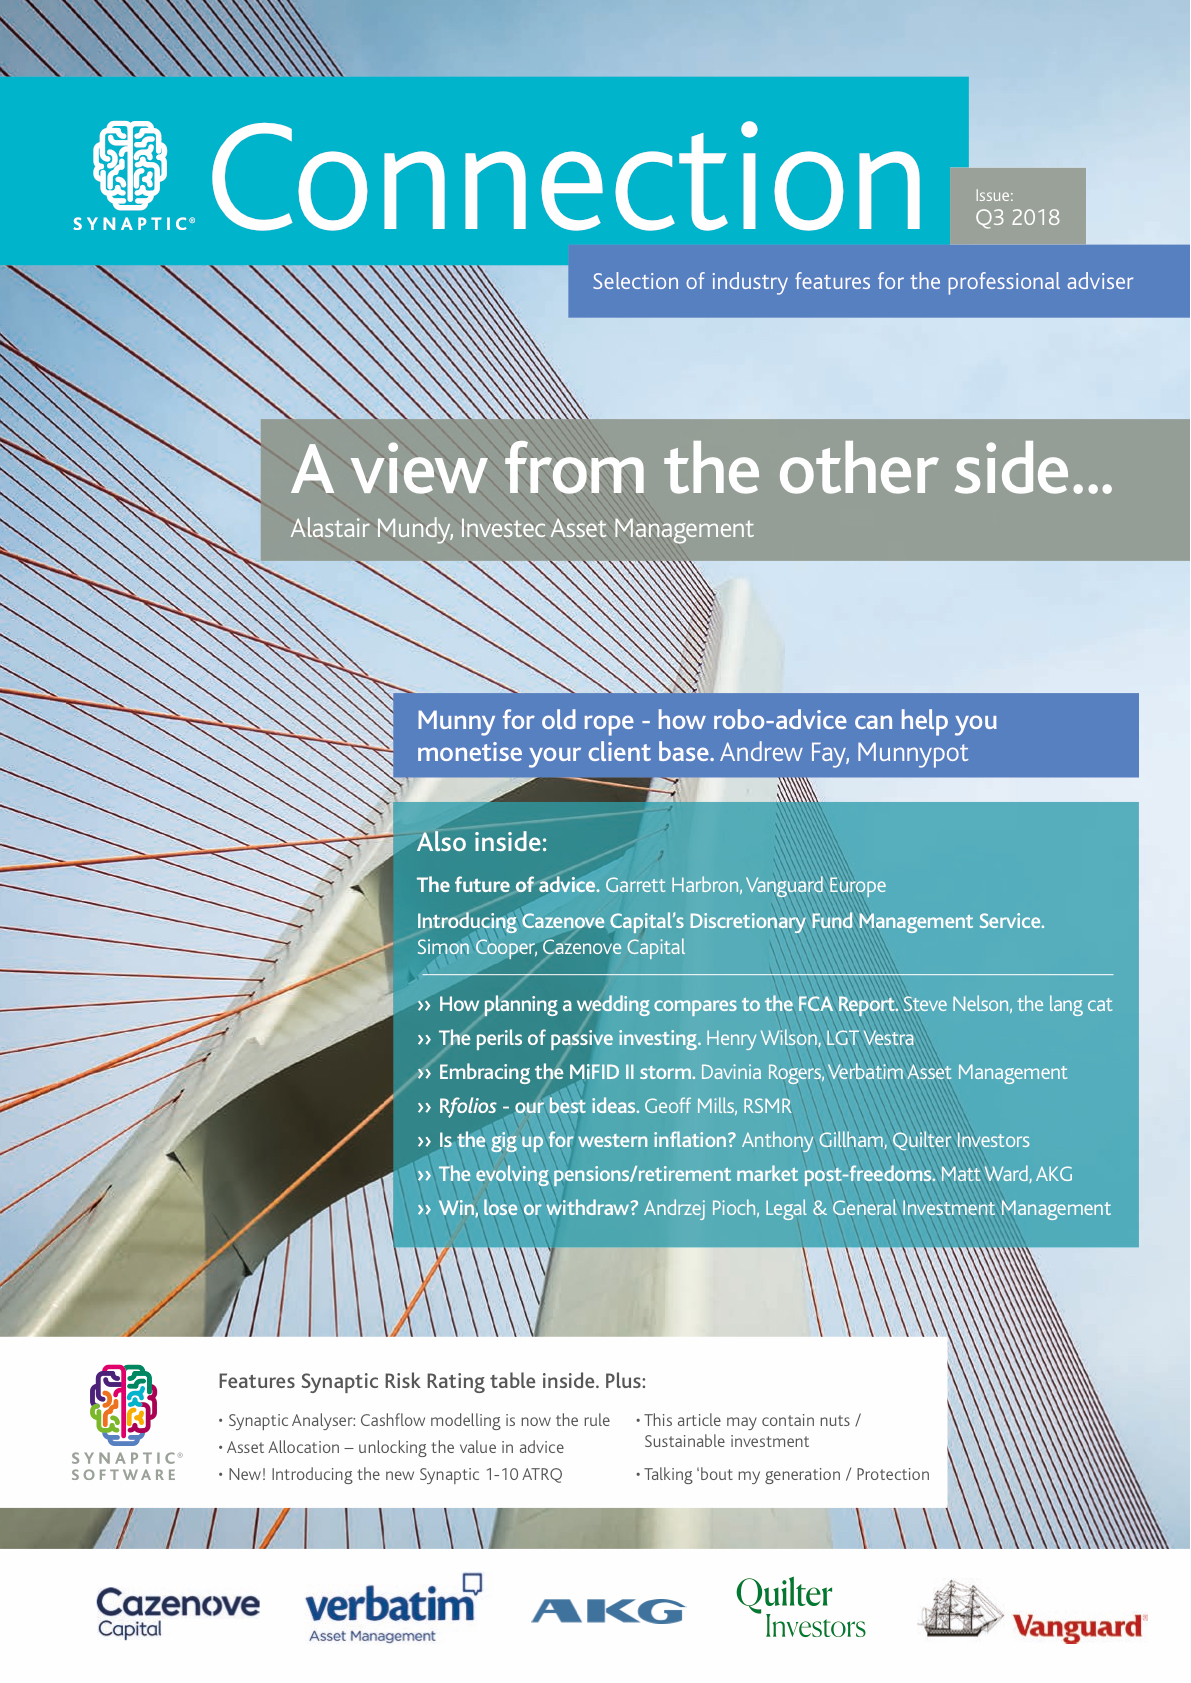 SYNAPTIC®
Connection
Issue:
Q3 2018
Selection of industry features for the professional adviser
A view from the other side...
Alastair Mundy, Investec Asset Management
Munny for old rope - how robo-advice can help you
monetise your client base. Andrew Fay, Munnypot
Also inside:
The future of advice. Garrett Harbron, Vanguard Europe
Introducing Cazenove Capital’s Discretionary Fund Management Service.
Simon Cooper, Cazenove Capital
›› How planning a wedding compares to the FCA Report. Steve Nelson, the lang cat
›› The perils of passive investing. Henry Wilson, LGT Vestra
›› Embracing the MiFID II storm. Davinia Rogers, Verbatim Asset Management
›› Rfolios - our best ideas. Geoff Mills, RSMR
›› Is the gig up for western inflation? Anthony Gillham, Quilter Investors
›› The evolving pensions/retirement market post-freedoms. Matt Ward, AKG
›› Win, lose or withdraw? Andrzej Pioch, Legal & General Investment Management
SYNAPTIC®
SOFTWARE
Features Synaptic Risk Rating table inside. Plus:
• Synaptic Analyser: Cashflow modelling is now the rule
• Asset Allocation – unlocking the value in advice
• New! Introducing the new Synaptic 1-10 ATRQ
• This article may contain nuts /
Sustainable investment
• Talking ‘bout my generation / Protection
Cazenove
Capital
verbatim
Asset Management
AKG
Quilter
Investors
Vanguard®